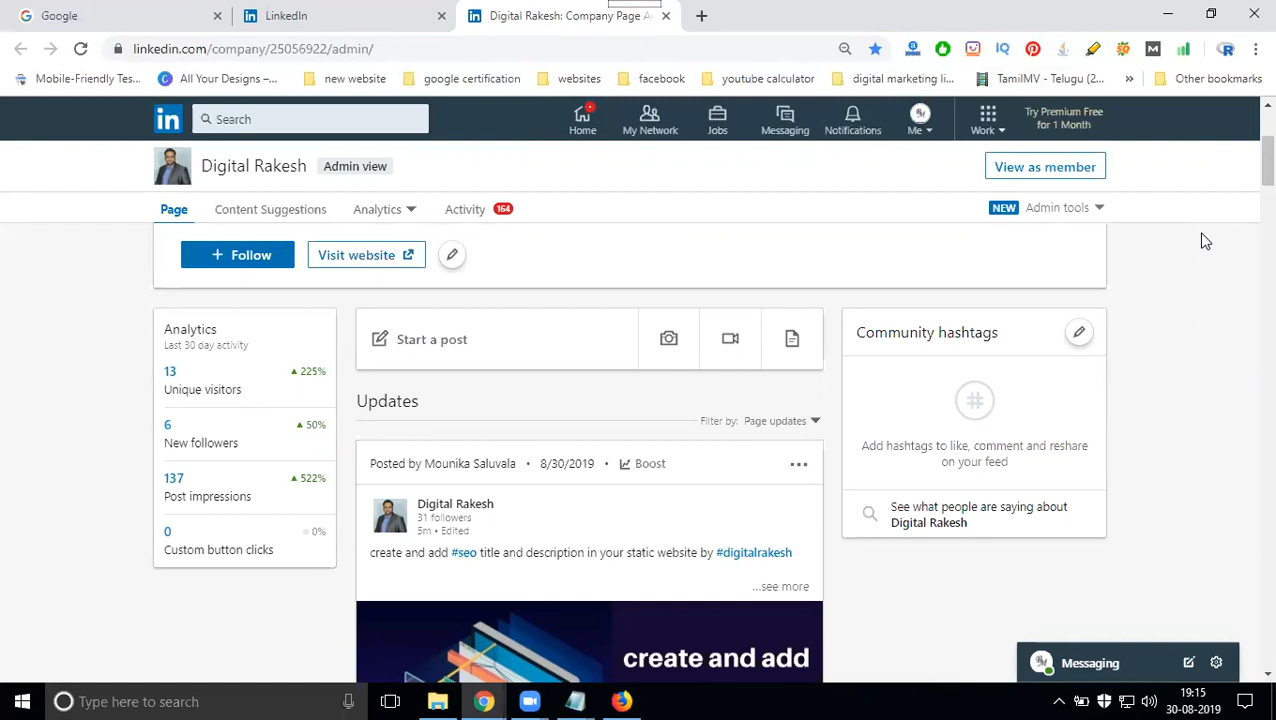 Google
LinkedIn
Digital Rakesh: Company Page A
linkedin.com/company/25056922/admin/
Mobile-Friendly Tes...
All Your Designs –...
new website
google certification
websites
facebook
youtube calculator
digital marketing li...
TamilMV - Telugu (2...
Other bookmarks
in
Search
Home
My Network
Jobs
Messaging
Notifications
Me
Work
Try Premium Free
for 1 Month
Digital Rakesh
Admin view
View as member
Page
Content Suggestions
Analytics
Activity
164
NEW
Admin tools
+ Follow
Visit website
Analytics
Last 30 day activity
13
225%
Unique visitors
6
50%
New followers
137
522%
Post impressions
0
0%
Custom button clicks
Start a post
Updates
Filter by: Page updates
Posted by Mounika Saluvala • 8/30/2019 • Boost
Digital Rakesh
31 followers
5m • Edited
create and add #seo title and description in your static website by #digitalrakesh
...see more
create and add
Community hashtags
#
Add hashtags to like, comment and reshare
on your feed
See what people are saying about
Digital Rakesh
Messaging
Type here to search
19:15
30-08-2019